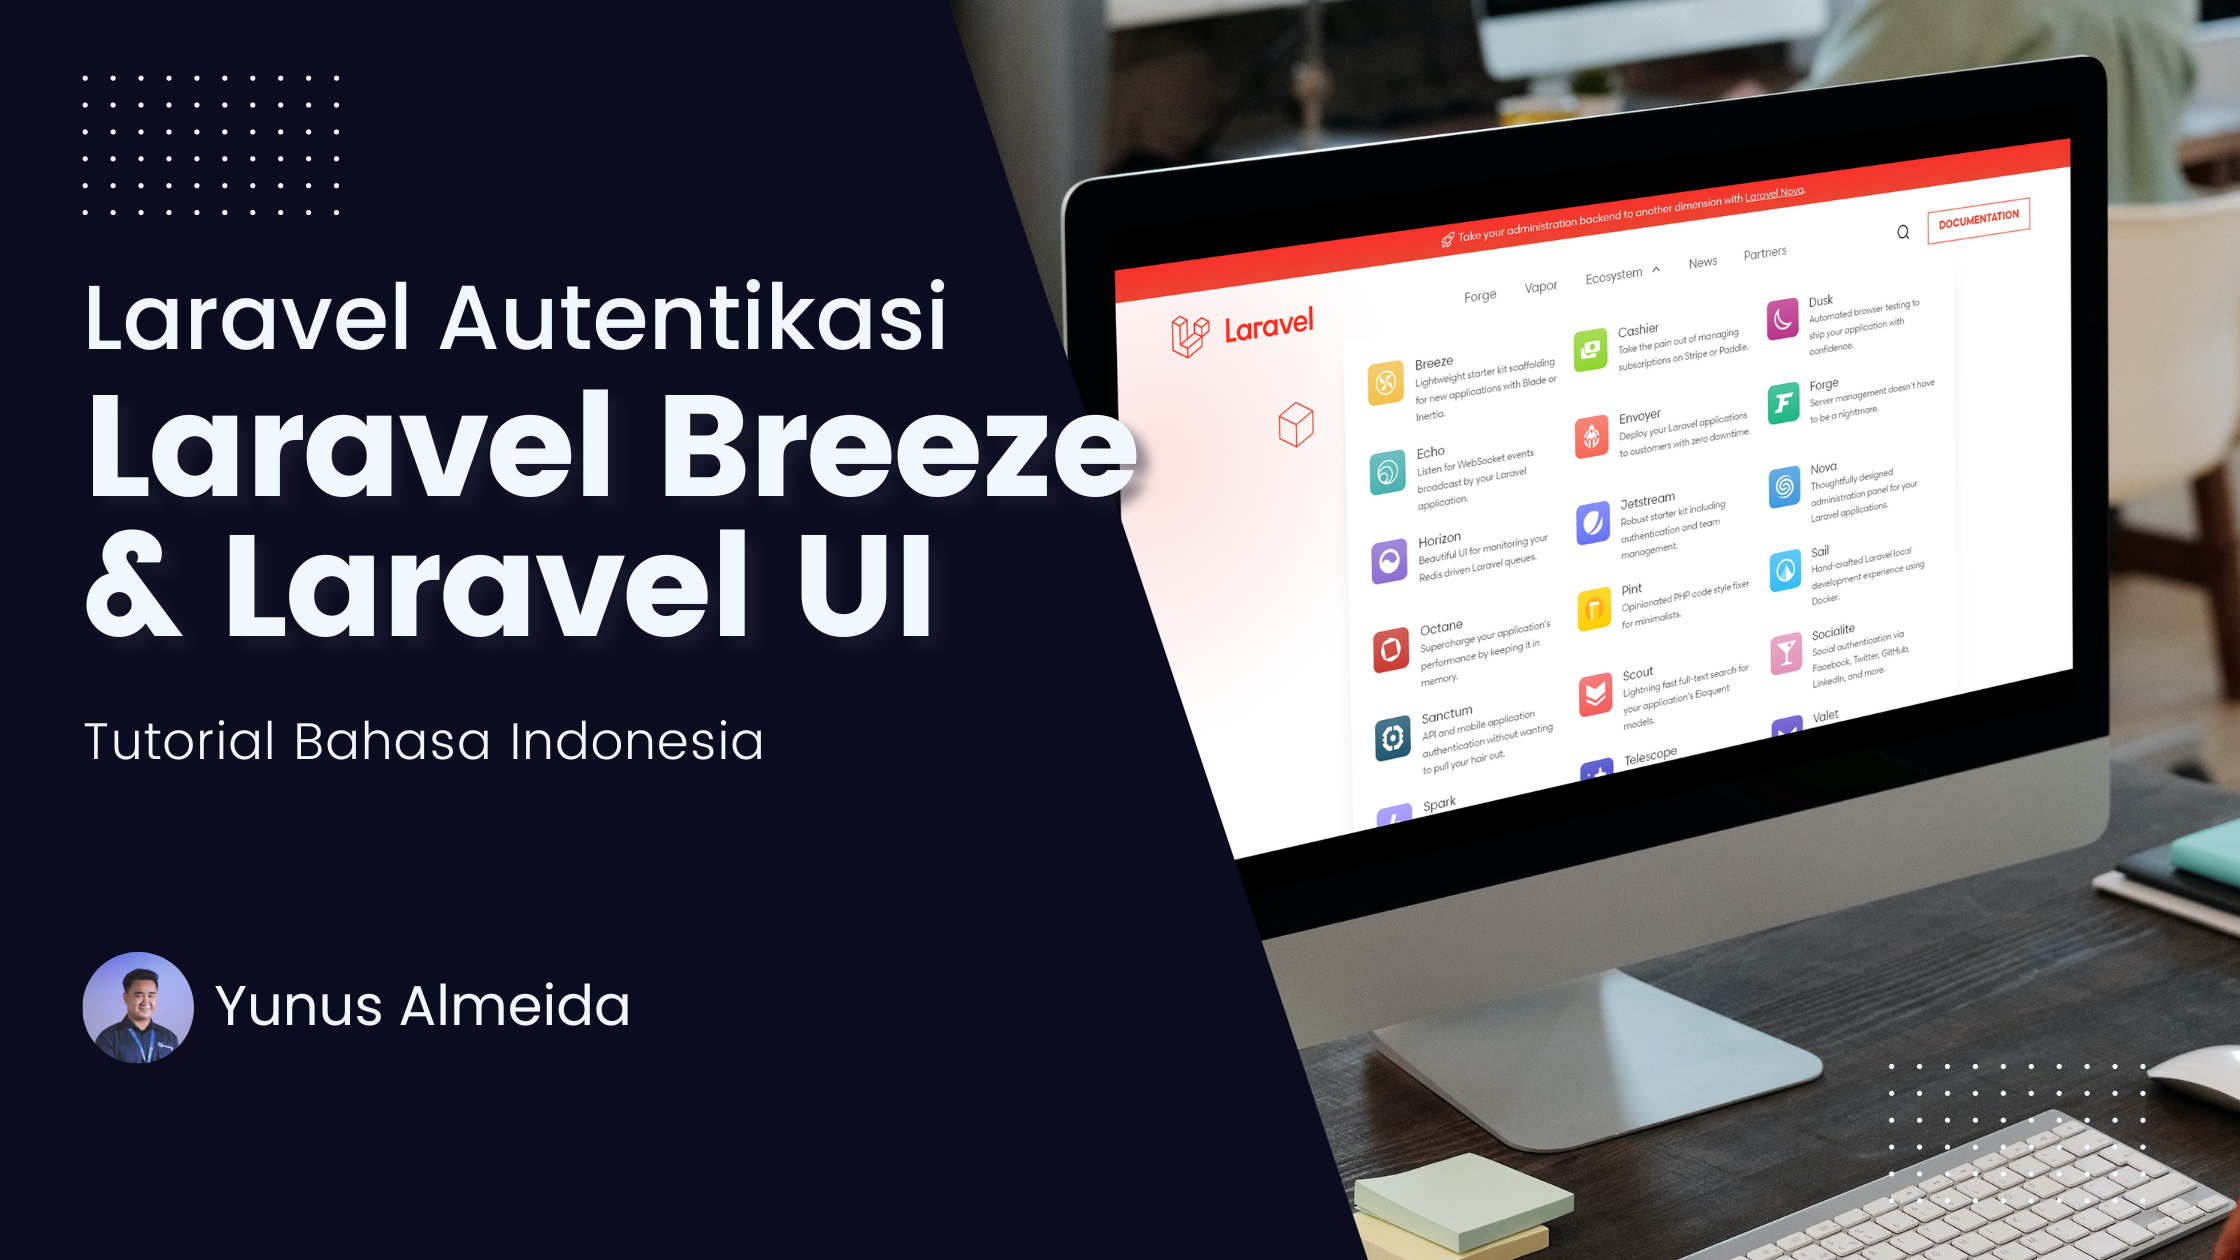 Laravel Autentikasi
Laravel Breeze
& Laravel UI
Tutorial Bahasa Indonesia
Yunus Almeida
Take your administration backend to another dimension with Laravel Nova.
Laravel
Forge
Vapor
Ecosystem
News
Partners
DOCUMENTATION
Breeze
Lightweight starter kit scaffolding
for new applications with Blade or
Inertia.
Echo
Listen for WebSocket events
broadcast by your Laravel
application.
Horizon
Beautiful UI for monitoring your
Redis driven Laravel queues.
Octane
Supercharge your application's
performance by keeping it in
memory.
Sanctum
API and mobile application
authentication without wanting
to pull your hair out.
Spark
Cashier
Take the pain out of managing
subscriptions on Stripe or Paddle.
Envoyer
Deploy your Laravel applications
to customers with zero downtime.
Jetstream
Robust starter kit including
authentication and team
management.
Pint
Opinionated PHP code style fixer
for minimalists.
Scout
Lightning fast full-text search for
your application's Eloquent
models.
Telescope
Dusk
Automated browser testing to
ship your application with
confidence.
Forge
Server management doesn't have
to be a nightmare.
Nova
Thoughtfully designed
administration panel for your
Laravel applications.
Sail
Hand-crafted Laravel local
development experience using
Docker.
Socialite
Social authentication via
Facebook, Twitter, GitHub,
LinkedIn, and more.
Valet